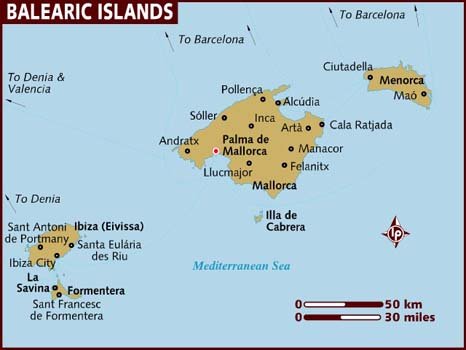 BALEARIC ISLANDS
To Barcelona
To Barcelona
To Barcelona
To Denia &
Valencia
Ciutadella
Menorca
Maó
Pollença
Alcúdia
Sóller
Inca
Artà
Cala Ratjada
Andratx
Palma de
Mallorca
Manacor
Llucmajor
Felanitx
Mallorca
To Denia
Illa de
Cabrera
Sant Antoni
de Portmany
Ibiza (Eivissa)
Santa Eulária
des Riu
Ibiza City
Mediterranean Sea
La
Savina
Formentera
Sant Francesc
de Formentera
lp
0 50 km
0 30 miles